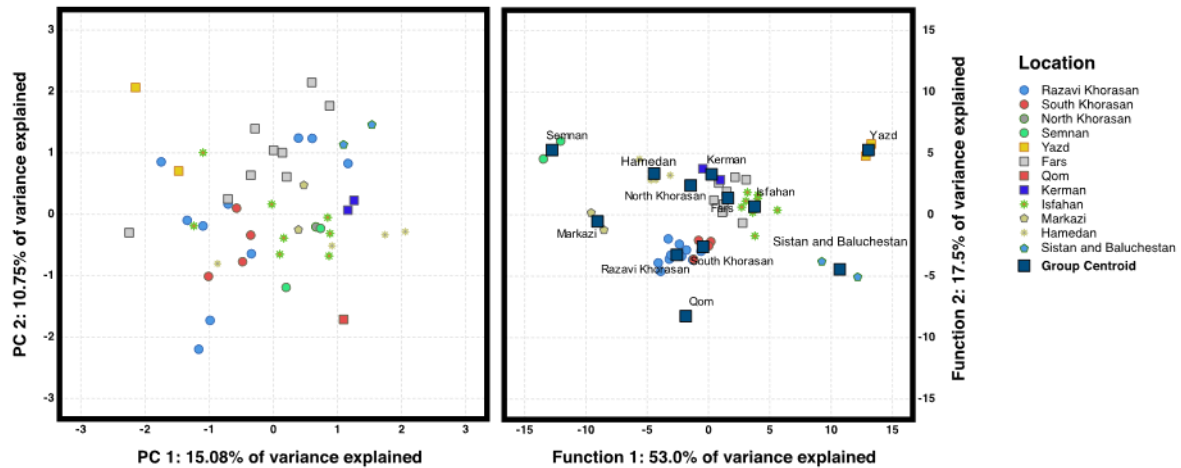 3
2
1
0
-1
-2
-3
PC 2: 10.75% of variance explained
-3
-2
-1
0
1
2
3
PC 1: 15.08% of variance explained
Semnan
Yazd
Hamedan
Kerman
North Khorasan
Isfahan
Fars
Markazi
Sistan and Baluchestan
Razavi Khorasan
South Khorasan
Qom
-15
-10
-5
0
5
10
15
Function 1: 53.0% of variance explained
15
10
5
0
-5
-10
-15
Function 2: 17.5% of variance explained
Location
Razavi Khorasan
South Khorasan
North Khorasan
Semnan
Yazd
Fars
Qom
Kerman
Isfahan
Markazi
Hamedan
Sistan and Baluchestan
Group Centroid